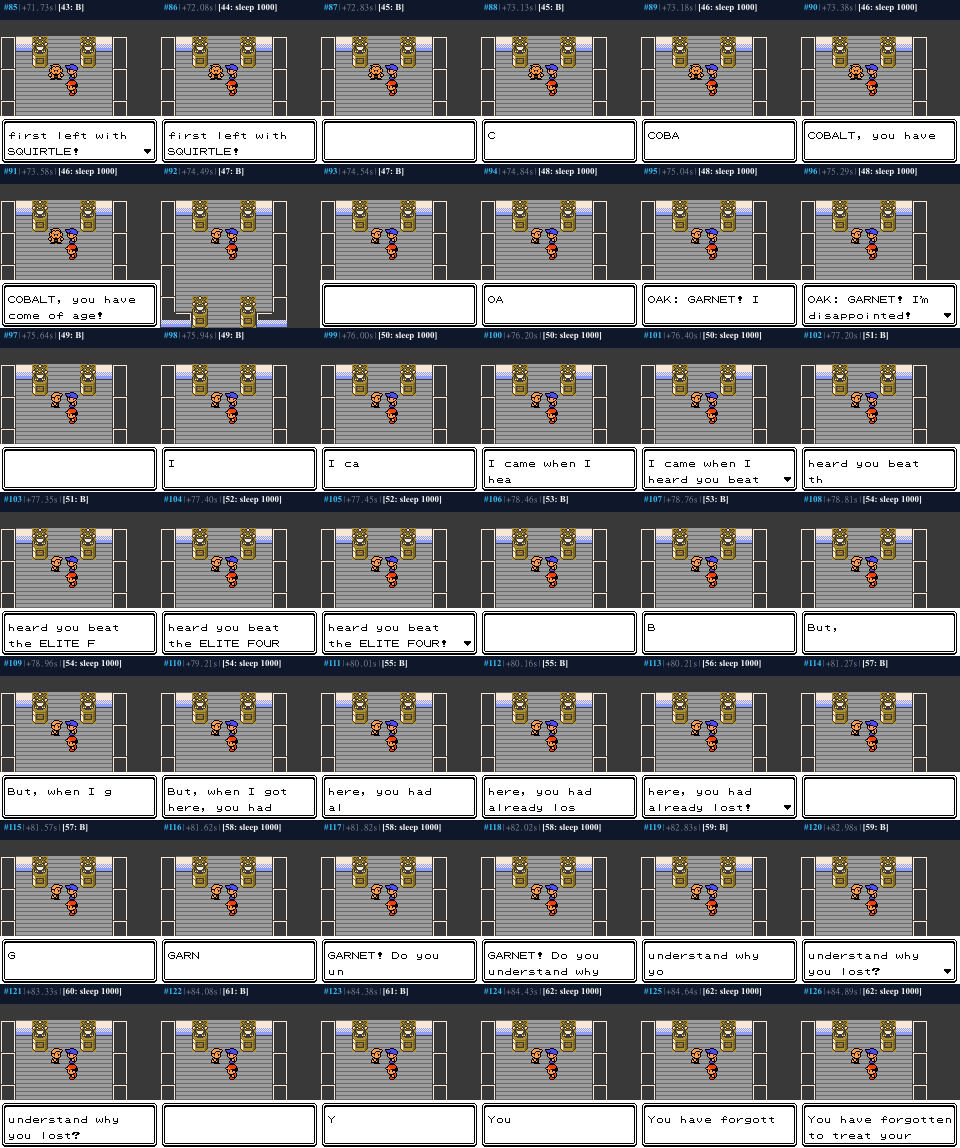 #85|+71.73s| [43: B]
#86|+72.08s| [44: sleep 1000]
#87|+72.83s| [45: B]
#88|+73.13s| [45: B]
#89|+73.18s| [46: sleep 1000]
#90|+73.38s| [46: sleep 1000]
first left with
SQUIRTLE!
first left with
SQUIRTLE!
C
COBA
COBALT, you have
#91|+73.58s| [46: sleep 1000]
#92|+74.49s| [47: B]
#93|+74.54s| [47: B]
#94|+74.84s| [48: sleep 1000]
#95|+75.04s| [48: sleep 1000]
#96|+75.29s| [48: sleep 1000]
COBALT, you have
come of age!
OA
OAK: GARNET! I
OAK: GARNET! I'm
disappointed!
#97|+75.64s| [49: B]
#98|+75.94s| [49: B]
#99|+76.00s| [50: sleep 1000]
#100|+76.20s| [50: sleep 1000]
#101|+76.40s| [50: sleep 1000]
#102|+77.20s| [51: B]
I
I ca
I came when I
hea
I came when I
heard you beat
heard you beat
th
#103|+77.35s| [51: B]
#104|+77.40s| [52: sleep 1000]
#105|+77.45s| [52: sleep 1000]
#106|+78.46s| [53: B]
#107|+78.76s| [53: B]
#108|+78.81s| [54: sleep 1000]
heard you beat
the ELITE F
heard you beat
the ELITE FOUR
heard you beat
the ELITE FOUR!
B
But,
#109|+78.96s| [54: sleep 1000]
#110|+79.21s| [54: sleep 1000]
#111|+80.01s| [55: B]
#112|+80.16s| [55: B]
#113|+80.21s| [56: sleep 1000]
#114|+81.27s| [57: B]
But, when I g
But, when I got
here, you had
here, you had
al
here, you had
already los
here, you had
already lost!
#115|+81.57s| [57: B]
#116|+81.62s| [58: sleep 1000]
#117|+81.82s| [58: sleep 1000]
#118|+82.02s| [58: sleep 1000]
#119|+82.83s| [59: B]
#120|+82.98s| [59: B]
G
GARN
GARNET! Do you
un
GARNET! Do you
understand why
understand why
yo
understand why
you lost?
#121|+83.33s| [60: sleep 1000]
#122|+84.08s| [61: B]
#123|+84.38s| [61: B]
#124|+84.43s| [62: sleep 1000]
#125|+84.64s| [62: sleep 1000]
#126|+84.89s| [62: sleep 1000]
understand why
you lost?
Y
You
You have forgott
You have forgotten
to treat your